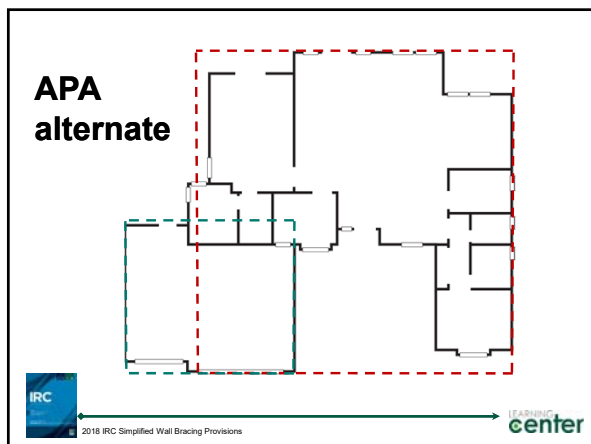 APA
alternate
IRC
2018 IRC Simplified Wall Bracing Provisions
LEARNING
center